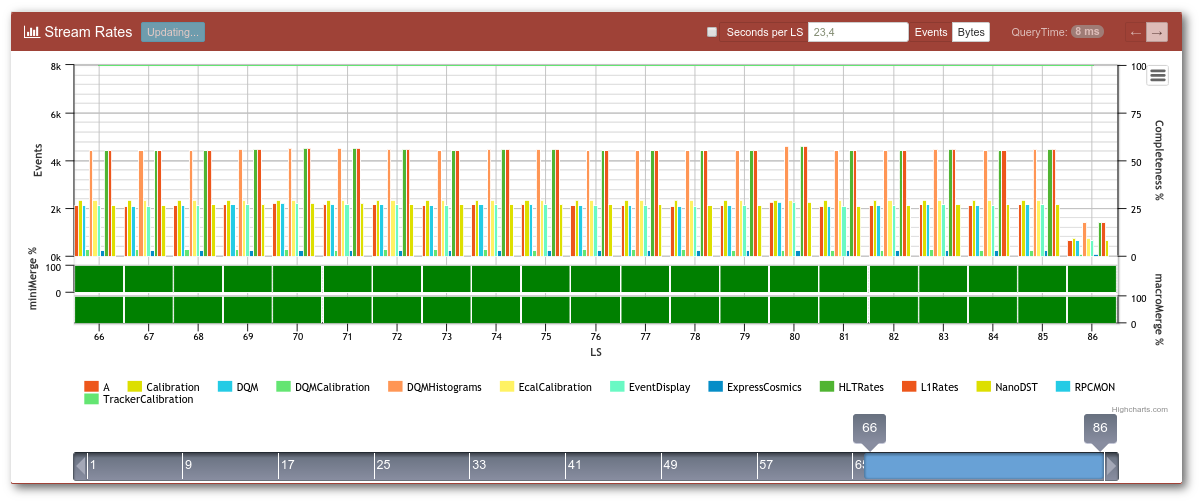 Stream Rates Updating... Seconds per LS 23,4 Events Bytes QueryTime: 8 ms ← →
8k 100
6k 75
Events 4k 50 Completeness %
2k 25
0k 0
miniMerge % 100
0 100 macroMerge %
0
66 67 68 69 70 71 72 73 74 75 76 77 78 79 80 81 82 83 84 85 86
LS
A Calibration DQM DQMCalibration DQMHistograms EcalCalibration EventDisplay ExpressCosmics HLTRates L1Rates NanoDST RPCMON
TrackerCalibration
Highcharts.com
66 86
1 9 17 25 33 41 49 57